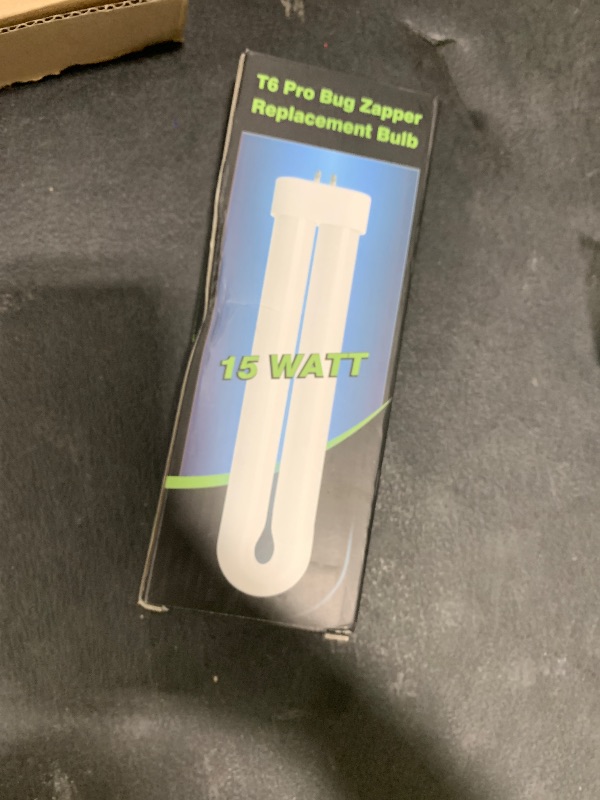 T6 Pro Bug Zapper
Replacement Bulb
15 WATT